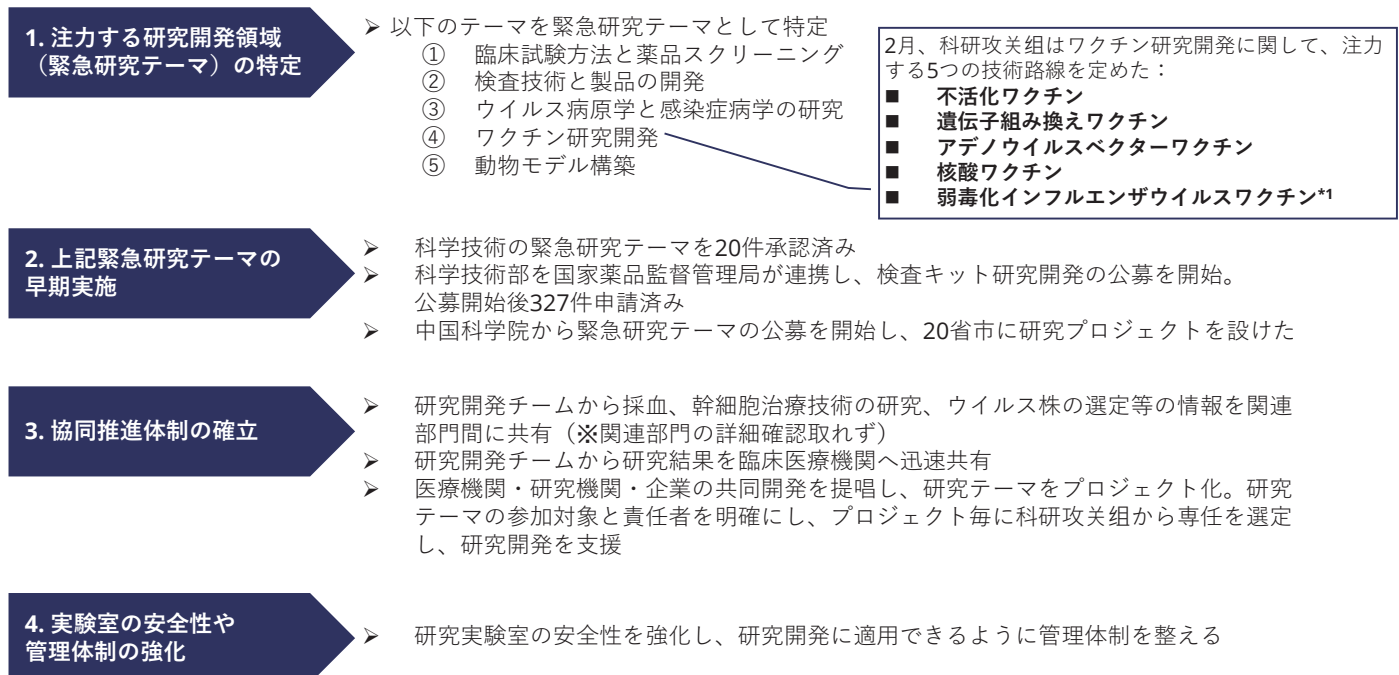 1. 注力する研究開発領域
（緊急研究テーマ）の特定
➢ 以下のテーマを緊急研究テーマとして特定
① 臨床試験方法と薬品スクリーニング
② 検査技術と製品の開発
③ ウイルス病原学と感染症病学の研究
④ ワクチン研究開発
⑤ 動物モデル構築
2月、科研攻关组はワクチン研究開発に関して、注力
する5つの技術路線を定めた：
■ 不活化ワクチン
■ 遺伝子組み換えワクチン
■ アデノウイルスベクターワクチン
■ 核酸ワクチン
■ 弱毒化インフルエンザウイルスワクチン*1
2. 上記緊急研究テーマの
早期実施
➢ 科学技術の緊急研究テーマを20件承認済み
➢ 科学技術部を国家薬品監督管理局が連携し、検査キット研究開発の公募を開始。
公募開始後327件申請済み
➢ 中国科学院から緊急研究テーマの公募を開始し、20省市に研究プロジェクトを設けた
3. 協同推進体制の確立
➢ 研究開発チームから採血、幹細胞治療技術の研究、ウイルス株の選定等の情報を関連
部門間に共有（※関連部門の詳細確認取れず）
➢ 研究開発チームから研究結果を臨床医療機関へ迅速共有
➢ 医療機関・研究機関・企業の共同開発を提唱し、研究テーマをプロジェクト化。研究
テーマの参加対象と責任者を明確にし、プロジェクト毎に科研攻关组から専任を選定
し、研究開発を支援
4. 実験室の安全性や
管理体制の強化
➢ 研究実験室の安全性を強化し、研究開発に適用できるように管理体制を整える